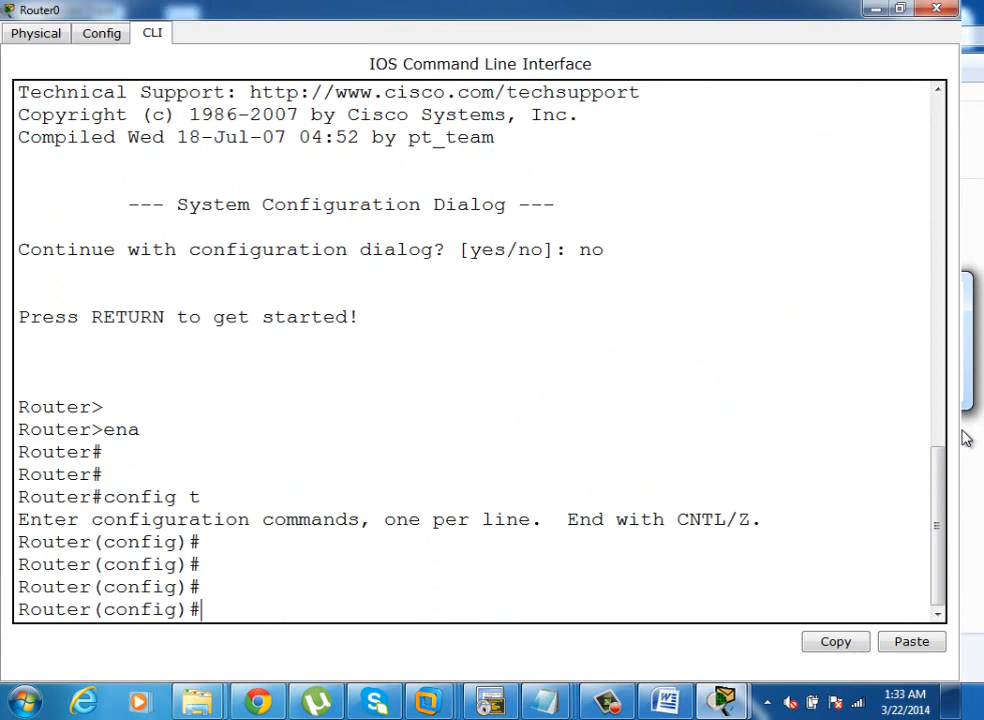 Router0
Physical Config CLI
IOS Command Line Interface
Technical Support: http://www.cisco.com/techsupport
Copyright (c) 1986-2007 by Cisco Systems, Inc.
Compiled Wed 18-Jul-07 04:52 by pt_team
--- System Configuration Dialog ---
Continue with configuration dialog? [yes/no]: no
Press RETURN to get started!
Router>
Router>ena
Router#
Router#
Router#config t
Enter configuration commands, one per line.  End with CNTL/Z.
Router(config)#
Router(config)#
Router(config)#
Router(config)#
Copy Paste
1:33 AM
3/22/2014